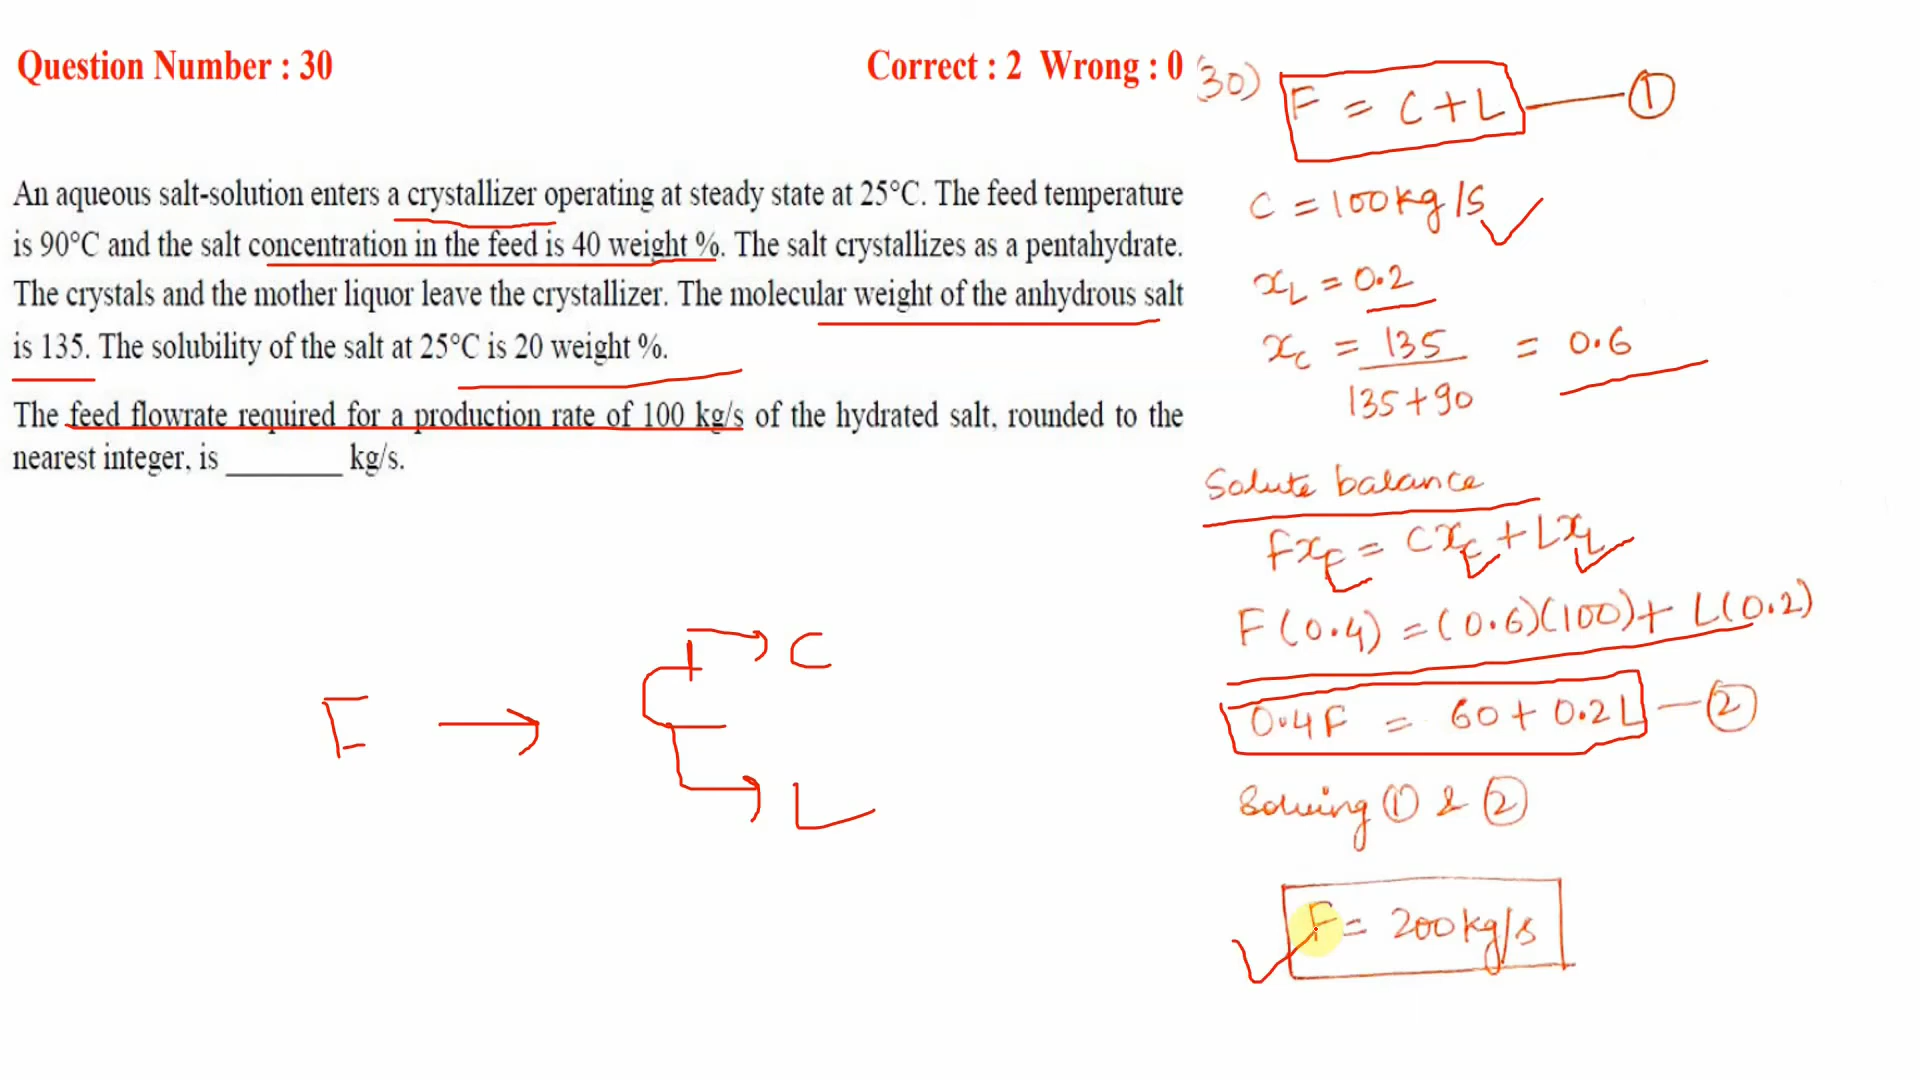 Question Number : 30
Correct : 2 Wrong : 0
An aqueous salt-solution enters a crystallizer operating at steady state at 25°C. The feed temperature
is 90°C and the salt concentration in the feed is 40 weight %. The salt crystallizes as a pentahydrate.
The crystals and the mother liquor leave the crystallizer. The molecular weight of the anhydrous salt
is 135. The solubility of the salt at 25°C is 20 weight %.
The feed flowrate required for a production rate of 100 kg/s of the hydrated salt, rounded to the
nearest integer, is ________ kg/s.
F → C
L
30) F = C + L — ①
C = 100 kg/s
x_L = 0.2
x_C = 135 / (135 + 90) = 0.6
Solute balance
Fx_F = Cx_C + Lx_L
F(0.4) = (0.6)(100) + L(0.2)
0.4F = 60 + 0.2L — ②
Solving ① & ②
F = 200 kg/s